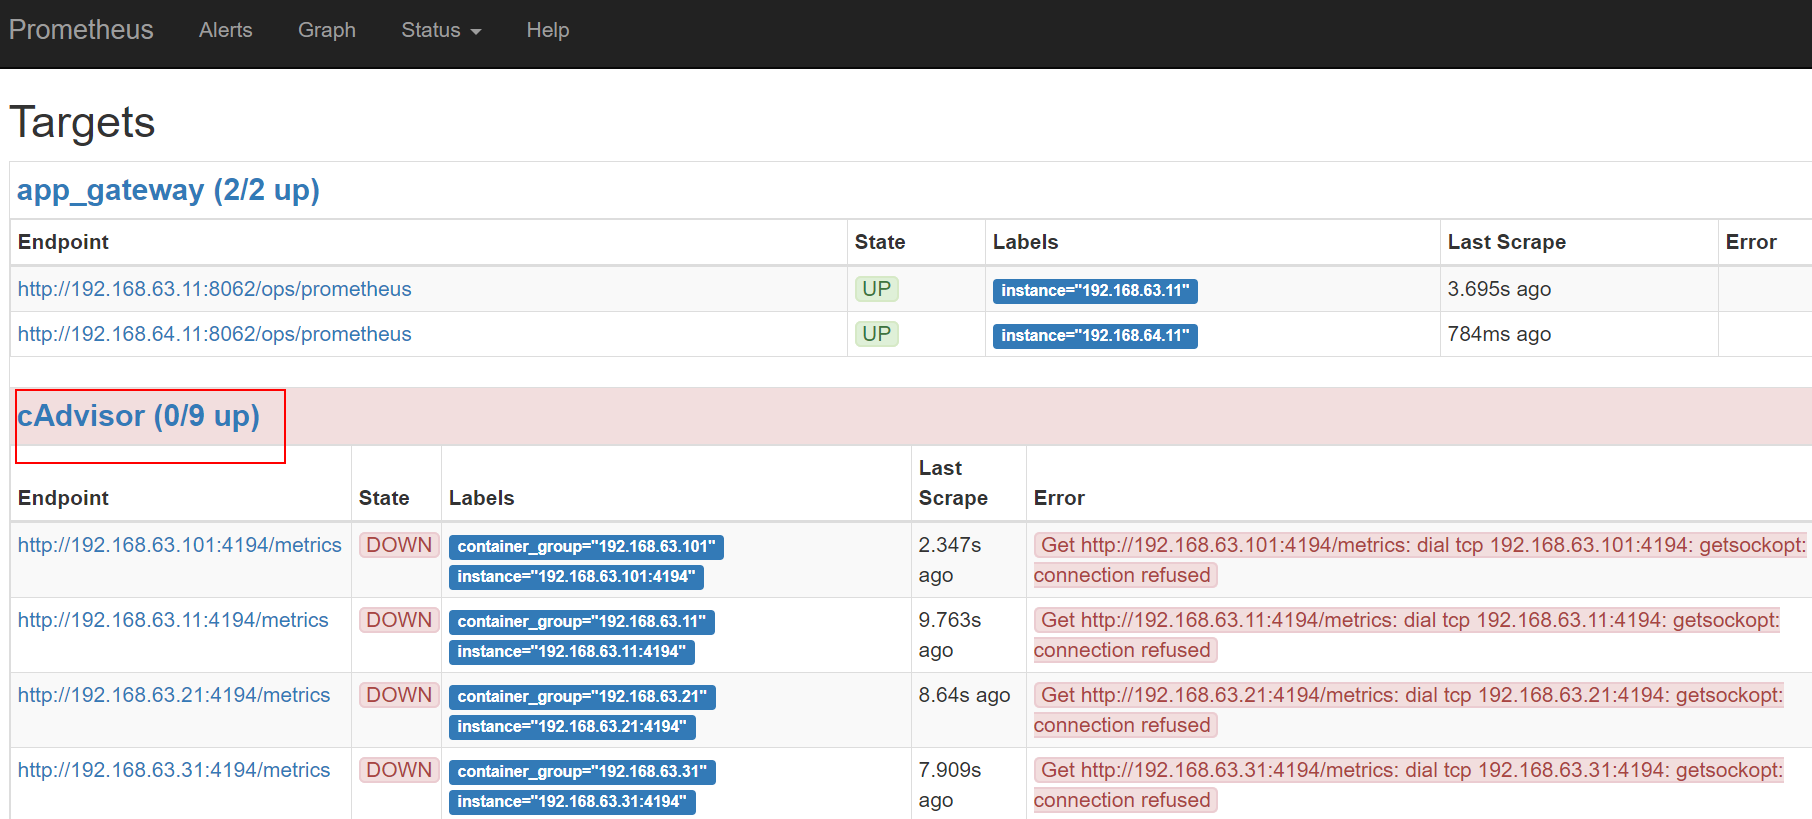 Prometheus Alerts Graph Status Help
Targets
app_gateway (2/2 up)
Endpoint State Labels Last Scrape Error
http://192.168.63.11:8062/ops/prometheus UP instance="192.168.63.11" 3.695s ago
http://192.168.64.11:8062/ops/prometheus UP instance="192.168.64.11" 784ms ago
cAdvisor (0/9 up)
Endpoint State Labels Last Scrape Error
http://192.168.63.101:4194/metrics DOWN container_group="192.168.63.101" 2.347s Get http://192.168.63.101:4194/metrics: dial tcp 192.168.63.101:4194: getsockopt:
instance="192.168.63.101:4194" ago connection refused
http://192.168.63.11:4194/metrics DOWN container_group="192.168.63.11" 9.763s Get http://192.168.63.11:4194/metrics: dial tcp 192.168.63.11:4194: getsockopt:
instance="192.168.63.11:4194" ago connection refused
http://192.168.63.21:4194/metrics DOWN container_group="192.168.63.21" 8.64s ago Get http://192.168.63.21:4194/metrics: dial tcp 192.168.63.21:4194: getsockopt:
instance="192.168.63.21:4194" connection refused
http://192.168.63.31:4194/metrics DOWN container_group="192.168.63.31" 7.909s Get http://192.168.63.31:4194/metrics: dial tcp 192.168.63.31:4194: getsockopt:
instance="192.168.63.31:4194" ago connection refused